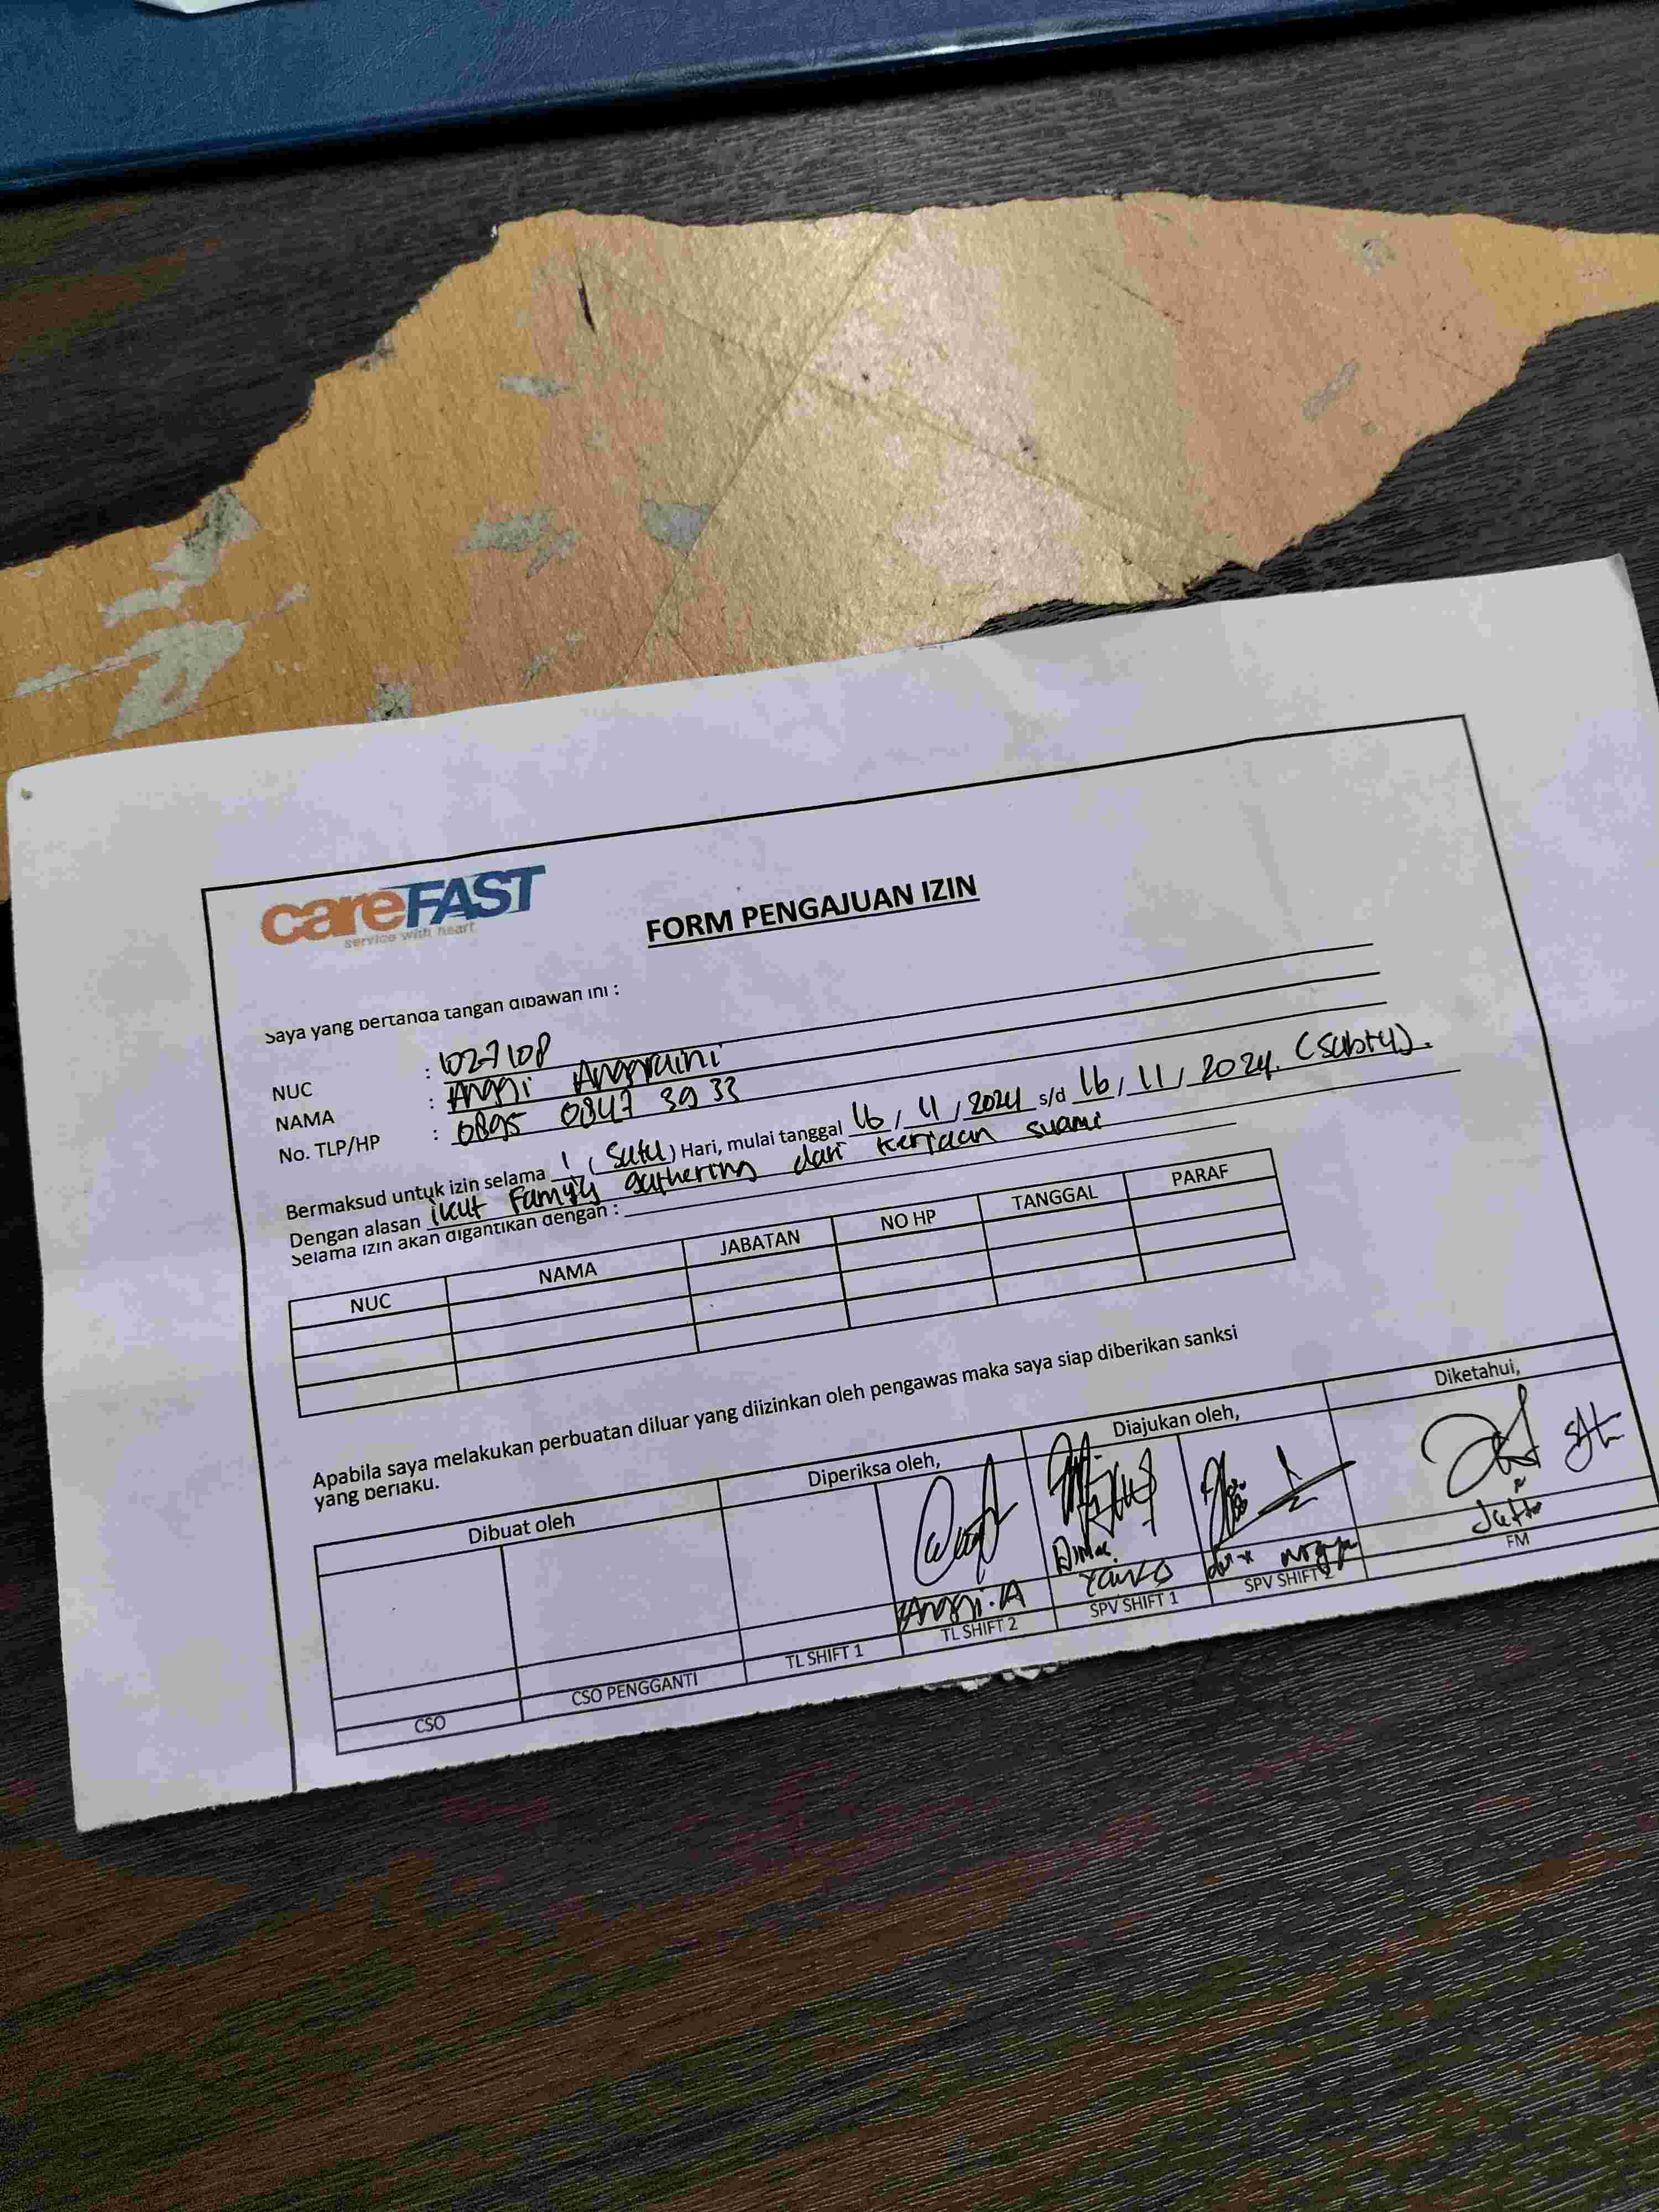 careFAST
service with heart
FORM PENGAJUAN IZIN
Saya yang bertanda tangan dibawah ini :
NUC : 1027108
NAMA : Anggi Anggraini
No. TLP/HP : 0895 0847 3933
Bermaksud untuk izin selama 1 (Satu) Hari, mulai tanggal 16 / 11 / 2024 s/d 16 / 11 / 2024. (Sabtu).
Dengan alasan ikut Family gathering dari kerjaan suami
Selama izin akan digantikan dengan :
NUC NAMA JABATAN NO HP TANGGAL PARAF
Apabila saya melakukan perbuatan diluar yang diizinkan oleh pengawas maka saya siap diberikan sanksi
yang berlaku.
Dibuat oleh Diperiksa oleh, Diajukan oleh, Diketahui,
Anggi.A
CSO CSO PENGGANTI TL SHIFT 1 TL SHIFT 2 SPV SHIFT 1 SPV SHIFT 2 FM